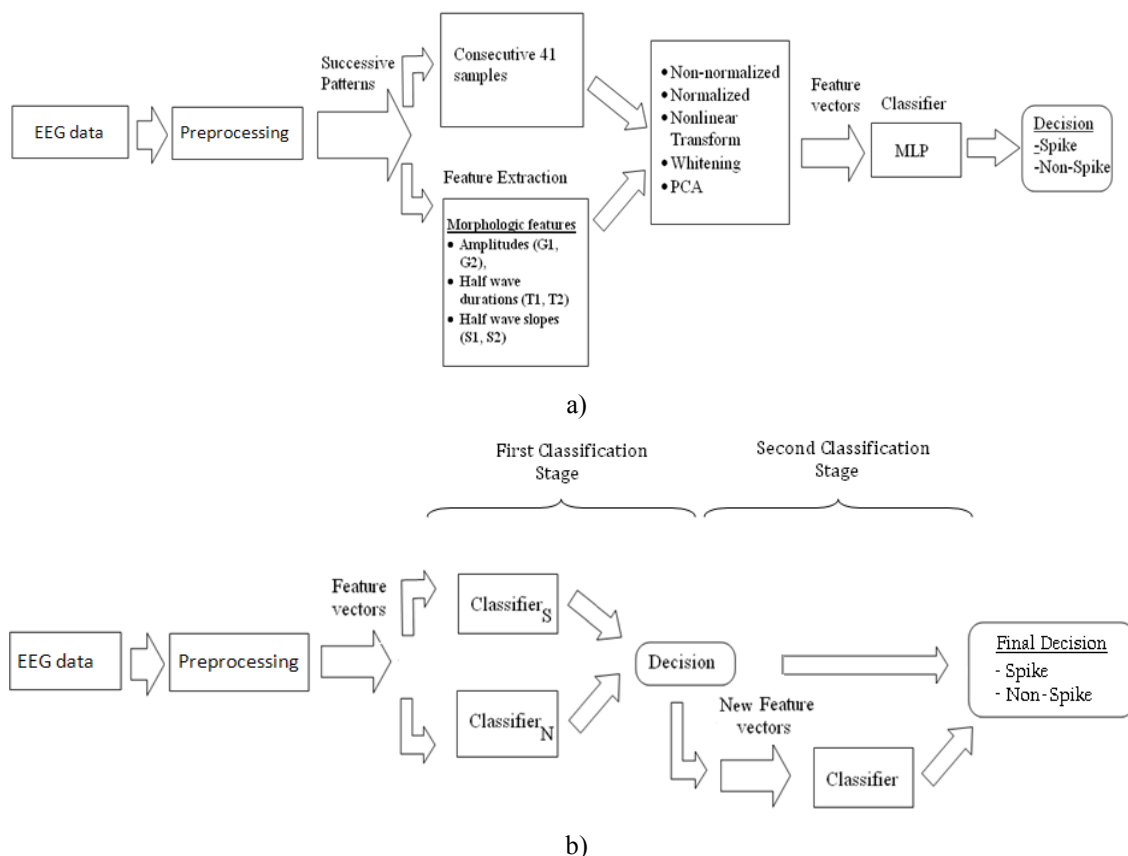 EEG data
Preprocessing
Successive
Patterns
Consecutive 41
samples
Feature Extraction
Morphologic features
• Amplitudes (G1,
G2),
• Half wave
durations (T1, T2)
• Half wave slopes
(S1, S2)
• Non-normalized
• Normalized
• Nonlinear
Transform
• Whitening
• PCA
Feature
vectors
Classifier
MLP
Decision
-Spike
-Non-Spike
a)
First Classification
Stage
Second Classification
Stage
EEG data
Preprocessing
Feature
vectors
Classifier S
Classifier N
Decision
New Feature
vectors
Classifier
Final Decision
- Spike
- Non-Spike
b)